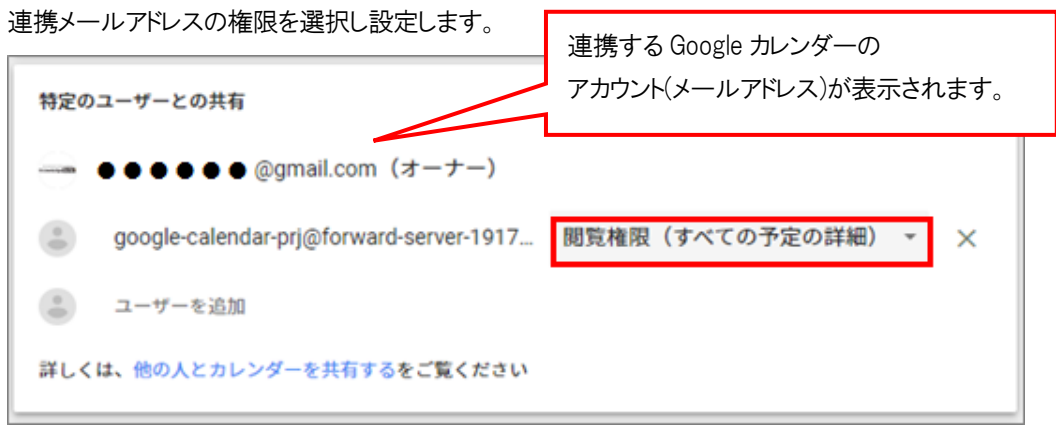 連携メールアドレスの権限を選択し設定します。
連携する Google カレンダーの
アカウント(メールアドレス)が表示されます。
特定のユーザーとの共有
●●●●●●@gmail.com（オーナー）
google-calendar-prj@forward-server-1917... 閲覧権限（すべての予定の詳細）
ユーザーを追加
詳しくは、他の人とカレンダーを共有するをご覧ください